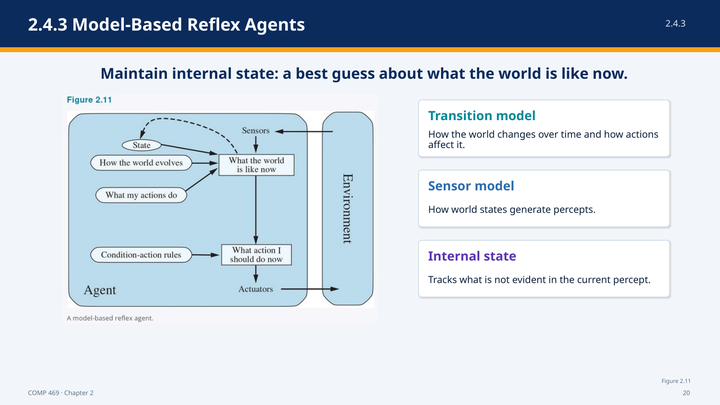 2.4.3 Model-Based Reflex Agents
2.4.3
Maintain internal state: a best guess about what the world is like now.
Figure 2.11
Sensors
State
How the world evolves
What the world
is like now
What my actions do
Environment
Condition-action rules
What action I
should do now
Agent
Actuators
A model-based reflex agent.
Transition model
How the world changes over time and how actions
affect it.
Sensor model
How world states generate percepts.
Internal state
Tracks what is not evident in the current percept.
Figure 2.11
COMP 469 · Chapter 2
20